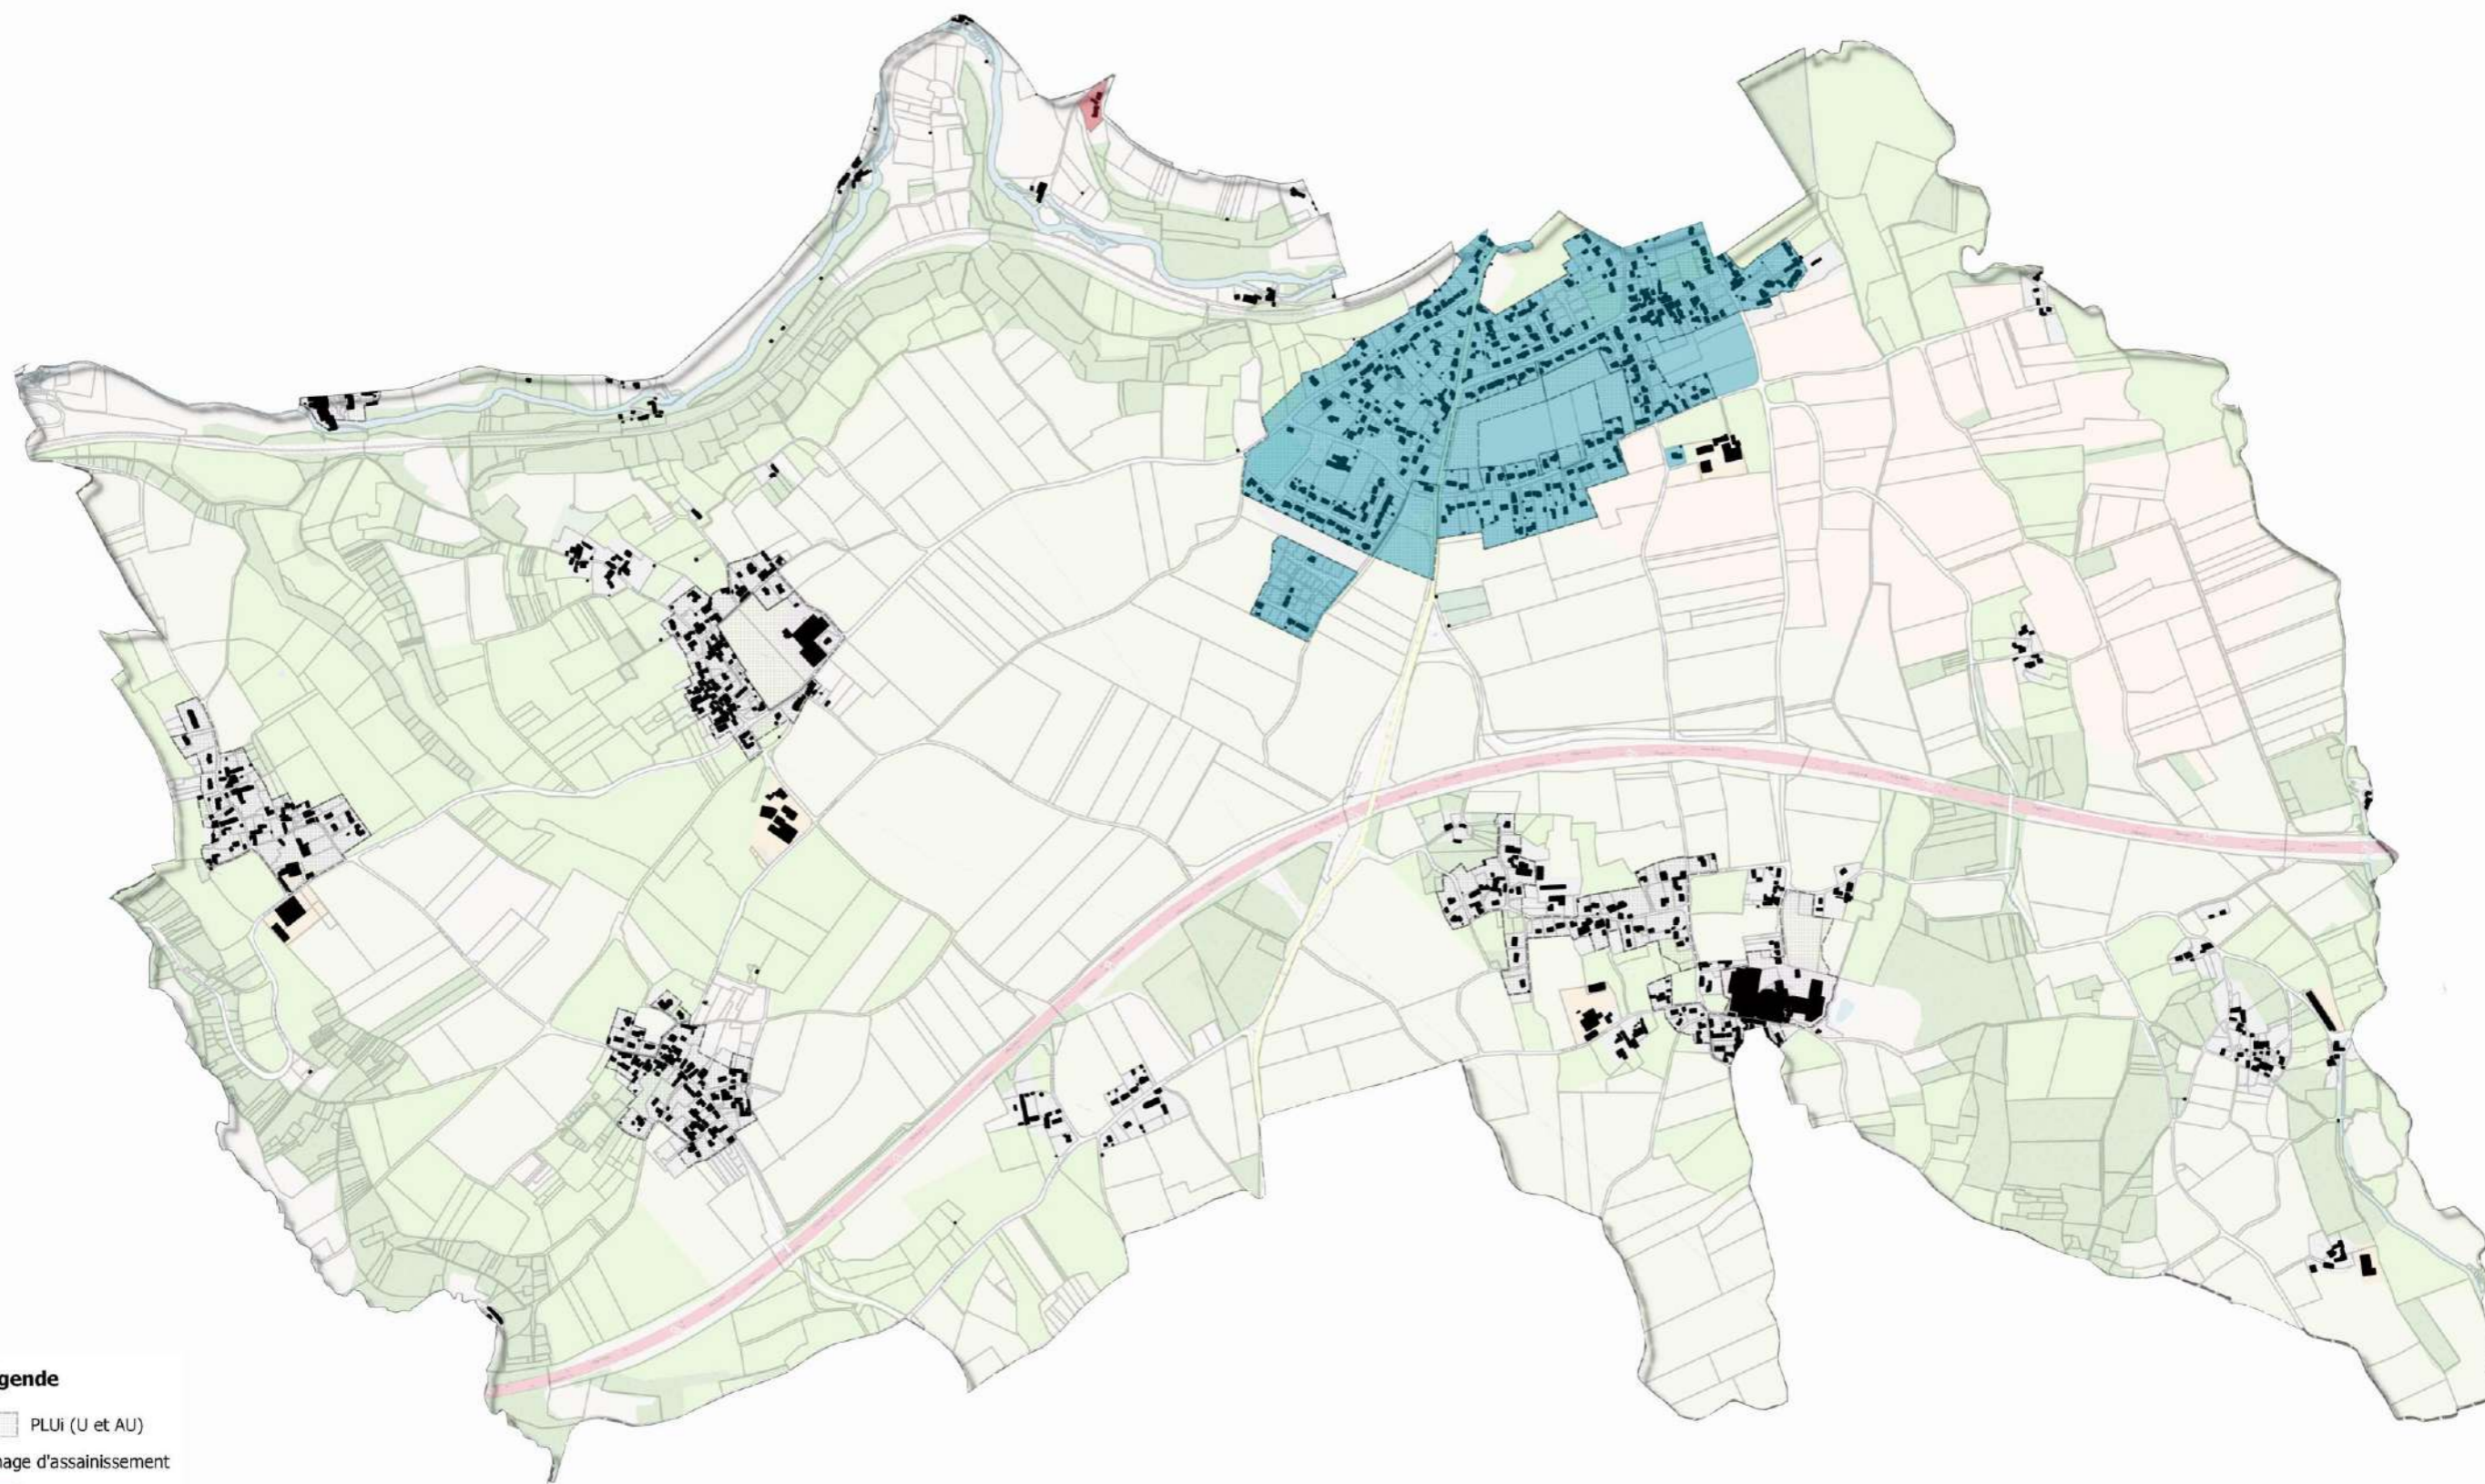 gende
PLUi (U et AU)
nage d'assainissement